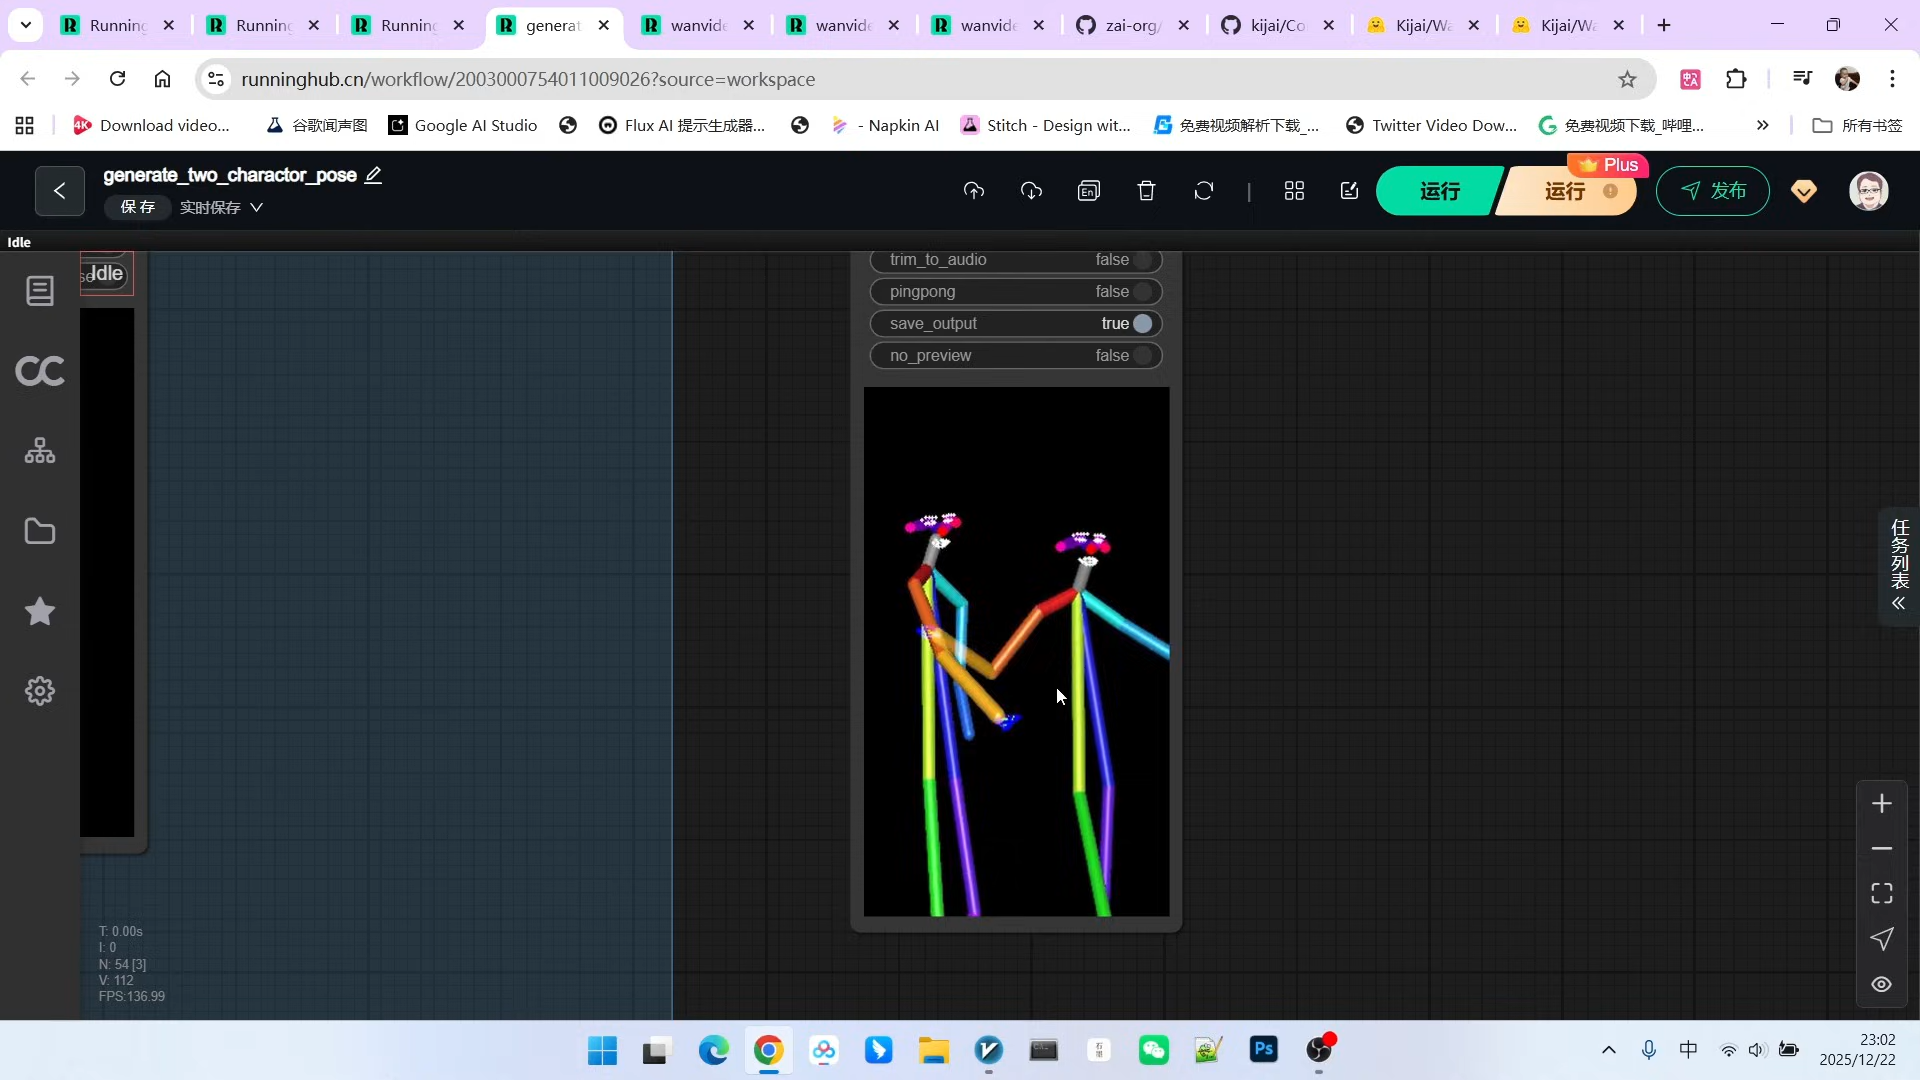 Running
Running
Running
generat
wanvide
wanvide
wanvide
zai-org/
kijai/Co
Kijai/Wa
Kijai/Wa
runninghub.cn/workflow/2003000754011009026?source=workspace
Download video...
谷歌闻声图
Google AI Studio
Flux AI 提示生成器...
- Napkin AI
Stitch - Design wit...
免费视频解析下载_...
Twitter Video Dow...
免费视频下载_哔哩...
所有书签
generate_two_charactor_pose
保存
实时保存
En
运行
运行
Plus
发布
Idle
Idle
trim_to_audio false
pingpong false
save_output true
no_preview false
任务列表
T: 0.00s
I: 0
N: 54 [3]
V: 112
FPS:136.99
中
23:02
2025/12/22